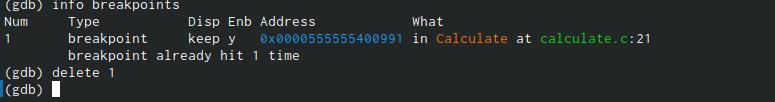 (gdb) info breakpoints
Num     Type           Disp Enb Address            What
1       breakpoint     keep y   0x0000555555400991 in Calculate at calculate.c:21
        breakpoint already hit 1 time
(gdb) delete 1
(gdb)